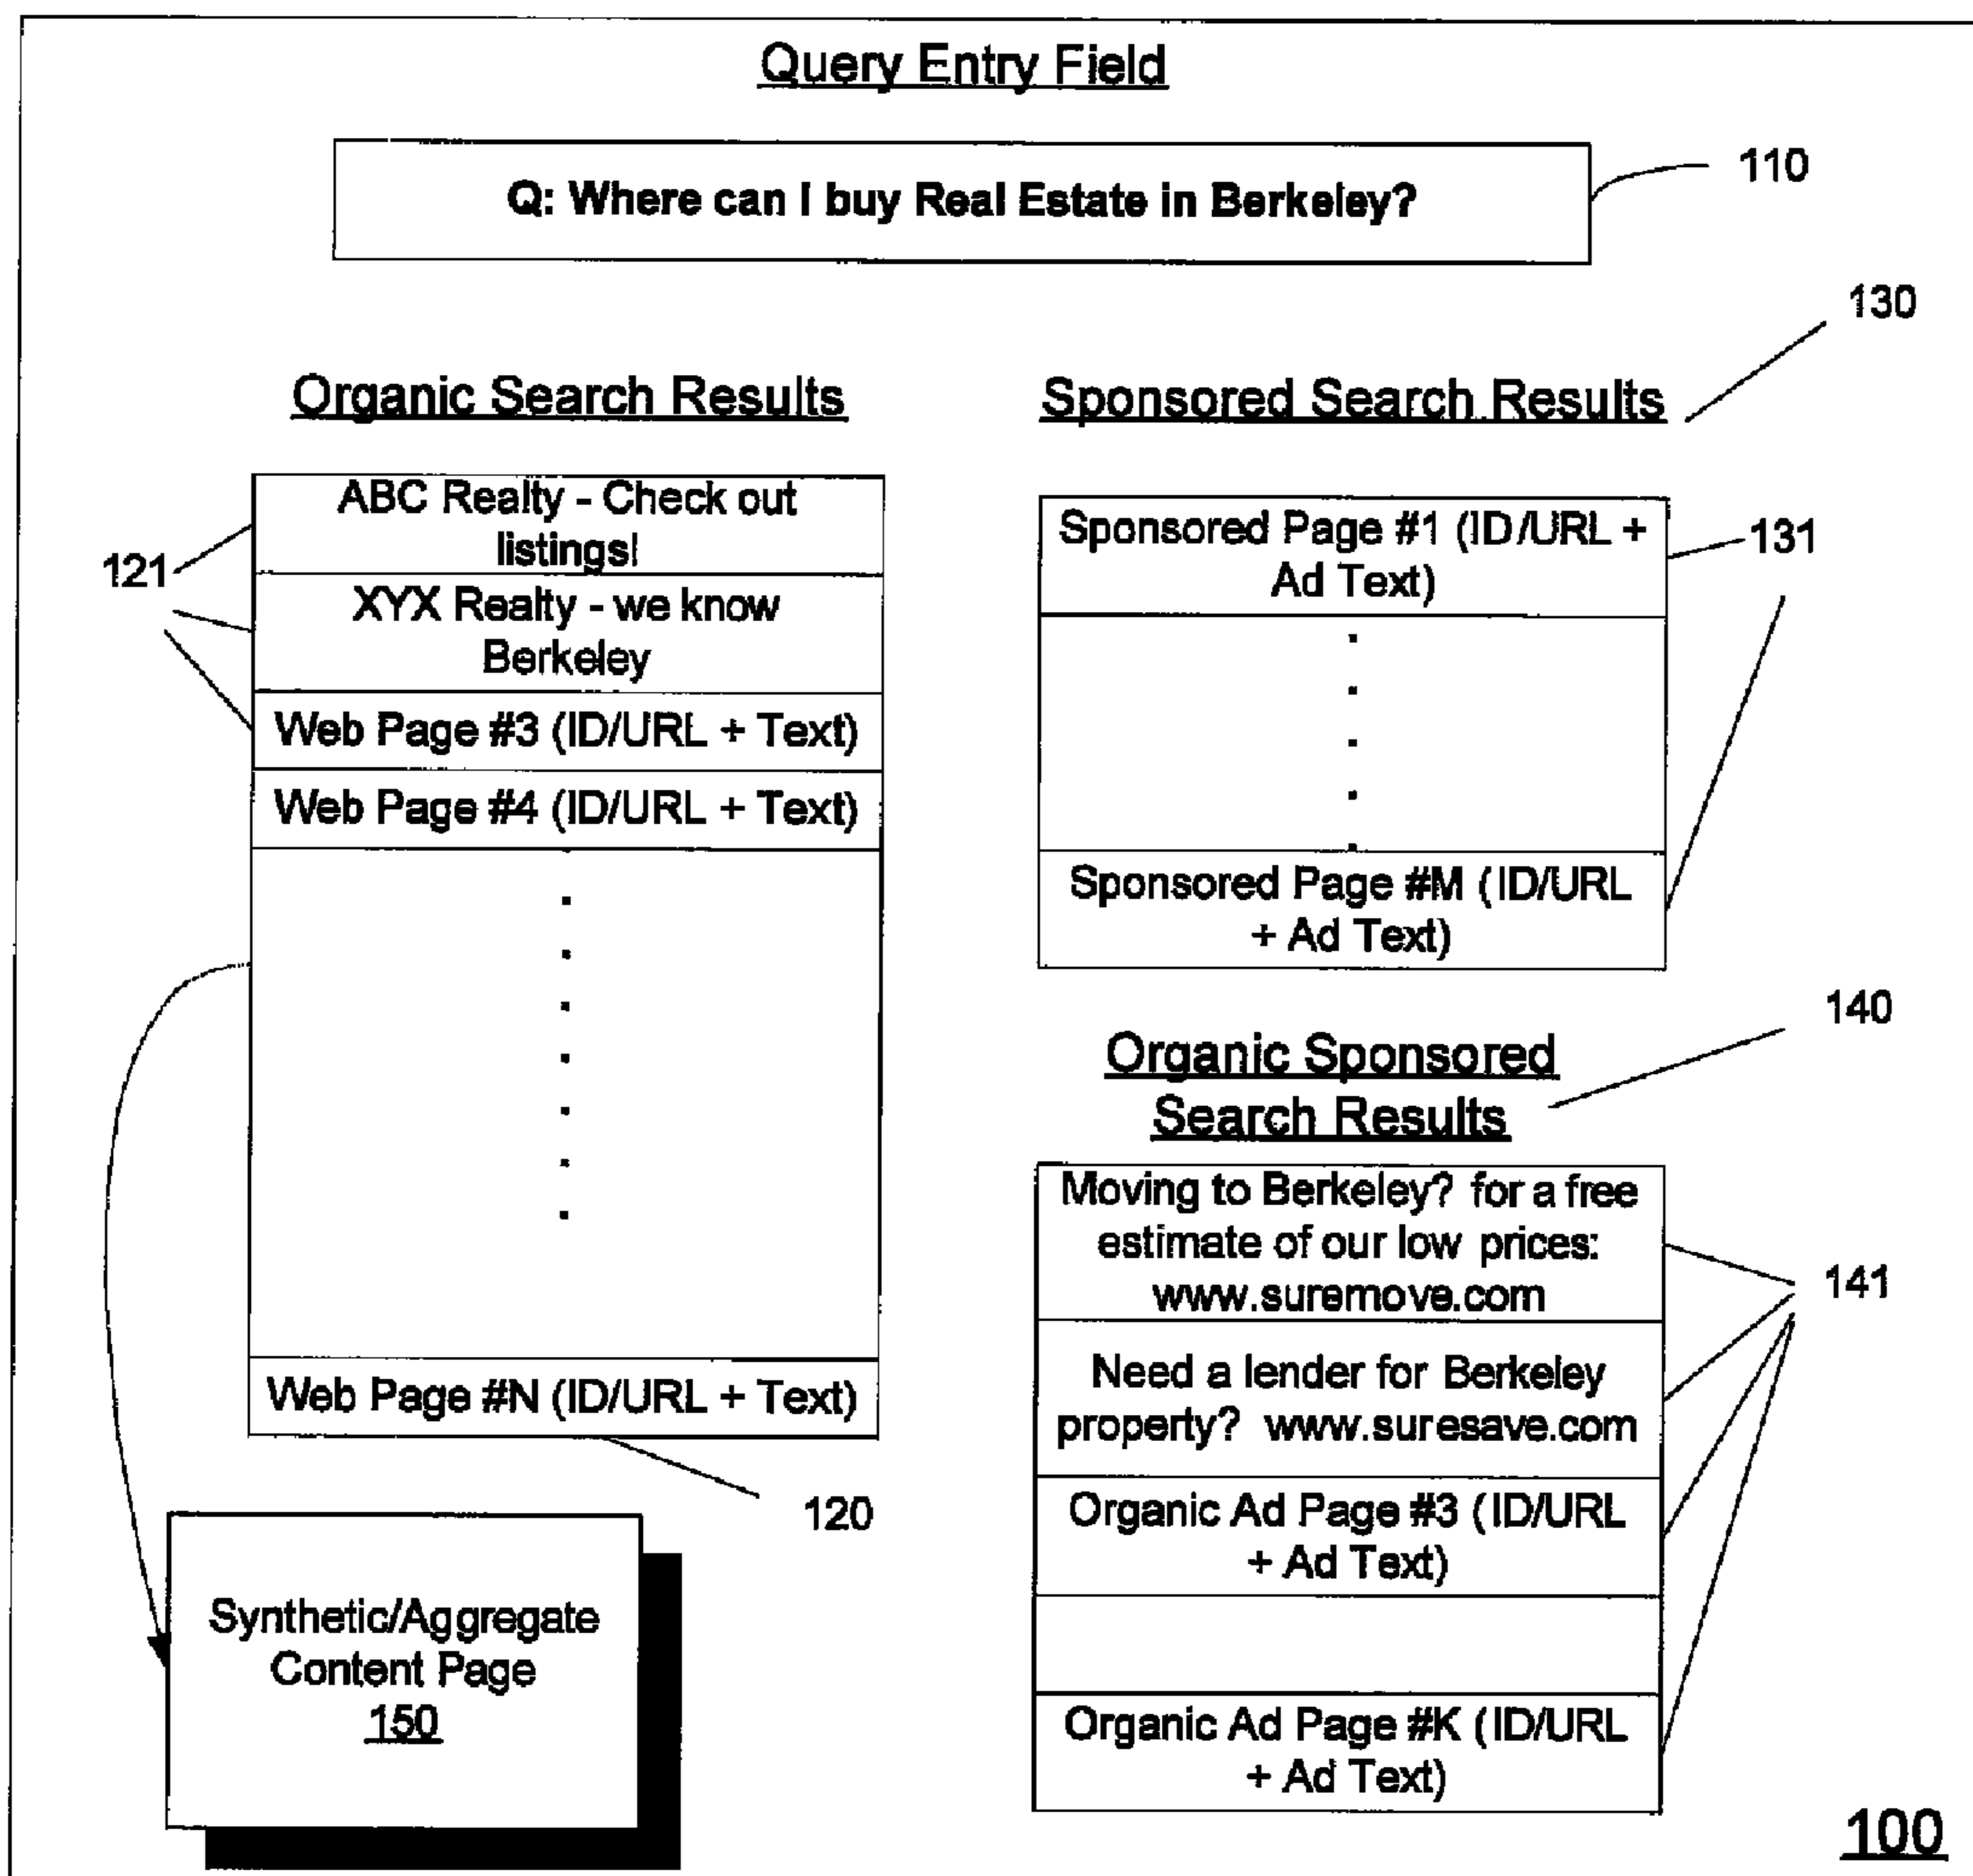 Query Entry Field
Q: Where can I buy Real Estate in Berkeley?
110
130
Organic Search Results
ABC Realty - Check out
listings!
XYX Realty - we know
Berkeley
Web Page #3 (ID/URL + Text)
Web Page #4 (ID/URL + Text)
Web Page #N (ID/URL + Text)
121
120
Sponsored Search Results
Sponsored Page #1 (ID/URL +
Ad Text)
Sponsored Page #M (ID/URL
+ Ad Text)
131
140
Organic Sponsored
Search Results
Moving to Berkeley? for a free
estimate of our low prices:
www.suremove.com
Need a lender for Berkeley
property? www.suresave.com
Organic Ad Page #3 (ID/URL
+ Ad Text)
Organic Ad Page #K (ID/URL
+ Ad Text)
141
Synthetic/Aggregate
Content Page
150
100